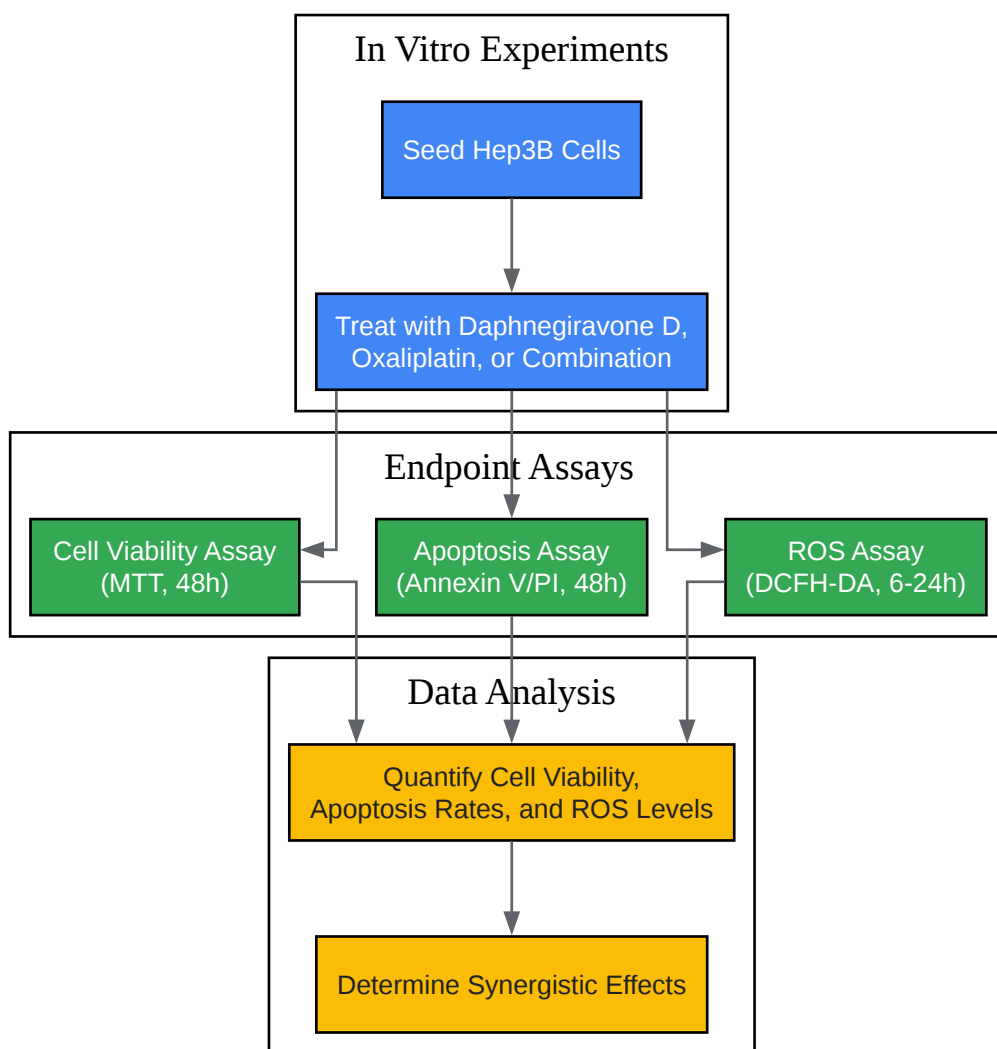 In Vitro Experiments
Seed Hep3B Cells
Treat with Daphnegiravone D,
Oxaliplatin, or Combination
Endpoint Assays
Cell Viability Assay
(MTT, 48h)
Apoptosis Assay
(Annexin V/PI, 48h)
ROS Assay
(DCFH-DA, 6-24h)
Data Analysis
Quantify Cell Viability,
Apoptosis Rates, and ROS Levels
Determine Synergistic Effects